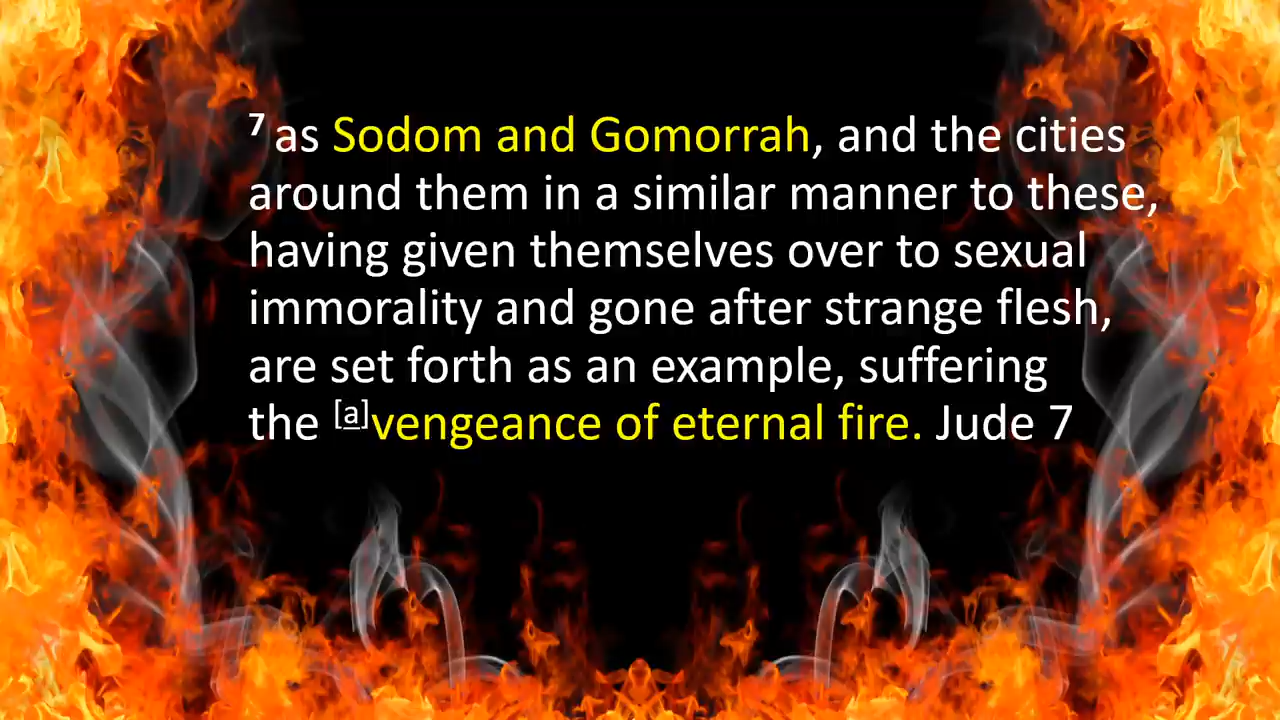 7 as Sodom and Gomorrah, and the cities
around them in a similar manner to these,
having given themselves over to sexual
immorality and gone after strange flesh,
are set forth as an example, suffering
the [a]vengeance of eternal fire. Jude 7